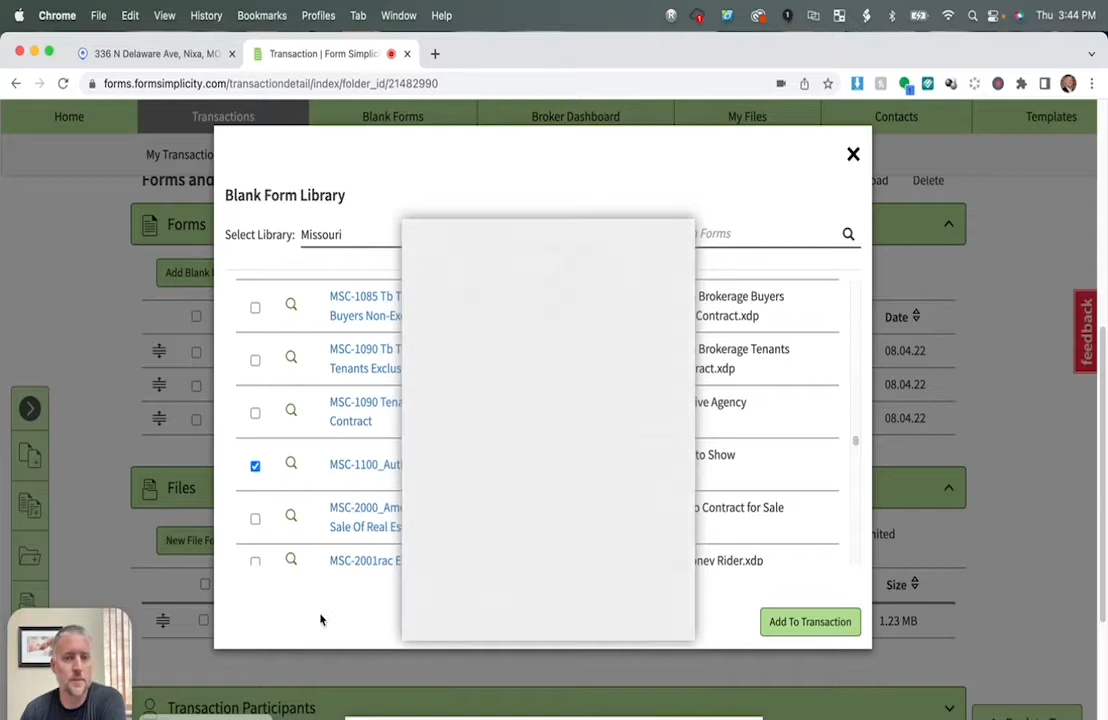 Chrome File Edit View History Bookmarks Profiles Tab Window Help Thu 3:44 PM
336 N Delaware Ave, Nixa, MO Transaction | Form Simplic
forms.formsimplicity.com/transactiondetail/index/folder_id/21482990
Home Transactions Blank Forms Broker Dashboard My Files Contacts Templates
My Transactio
Forms and Delete
Blank Form Library
Forms
Select Library: Missouri Forms
Add Blank
MSC-1085 Tb T Brokerage Buyers
Buyers Non-Ex Contract.xdp
Date
MSC-1090 Tb T Brokerage Tenants
08.04.22
Tenants Exclus ract.xdp
08.04.22
MSC-1090 Tena ive Agency
Contract
08.04.22
feedback
MSC-1100_Aut to Show
Files
MSC-2000_Am Contract for Sale
Sale Of Real Es
New File Fo mited
MSC-2001rac E oney Rider.xdp
Size
Add To Transaction 1.23 MB
Transaction Participants